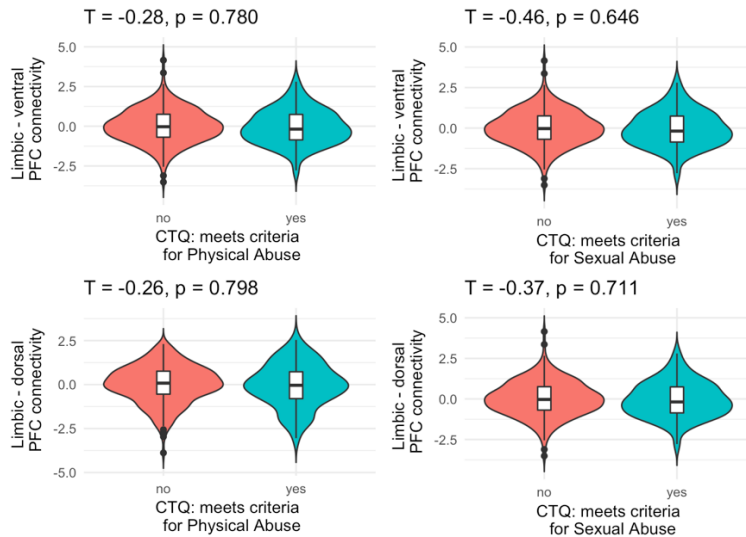 T = -0.28, p = 0.780
5.0
2.5
0.0
-2.5
Limbic - ventral
PFC connectivity
no
yes
CTQ: meets criteria
for Physical Abuse
T = -0.46, p = 0.646
5.0
2.5
0.0
-2.5
Limbic - ventral
PFC connectivity
no
yes
CTQ: meets criteria
for Sexual Abuse
T = -0.26, p = 0.798
2.5
0.0
-2.5
-5.0
Limbic - dorsal
PFC connectivity
no
yes
CTQ: meets criteria
for Physical Abuse
T = -0.37, p = 0.711
5.0
2.5
0.0
-2.5
Limbic - dorsal
PFC connectivity
no
yes
CTQ: meets criteria
for Sexual Abuse